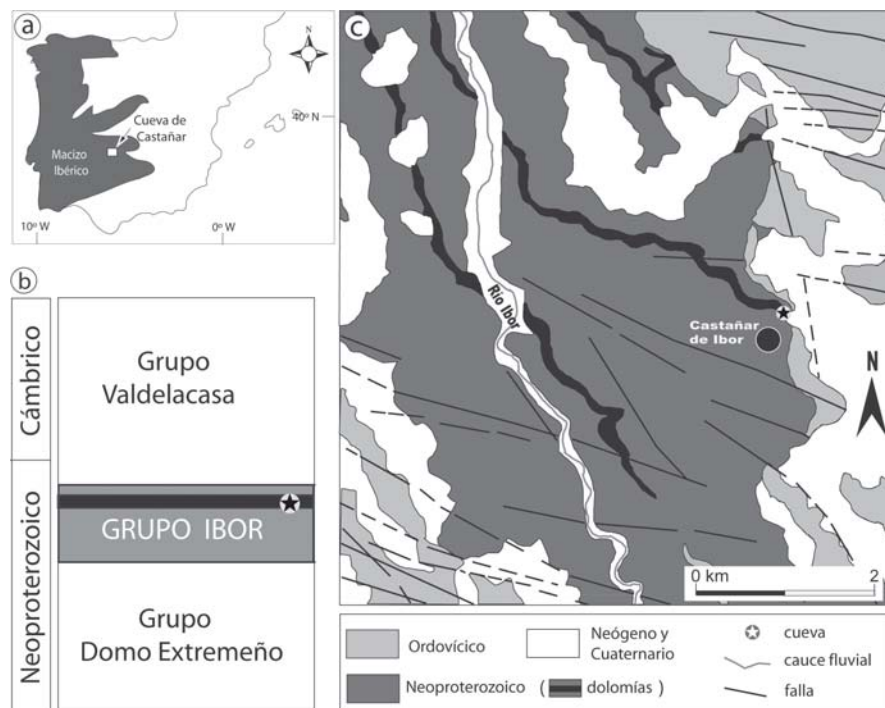 a
Cueva de
Castañar
Macizo
Ibérico
40º N
10º W
0º W
b
Cámbrico
Neoproterozoico
Grupo
Valdelacasa
GRUPO IBOR
Grupo
Domo Extremeño
c
Río Ibor
Castañar
de Ibor
N
0 km
2
Ordovícico
Neoproterozoico
Neógeno y
Cuaternario
( dolomías )
cueva
cauce fluvial
falla